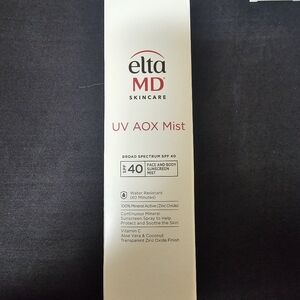 elta
MD
SKINCARE
UV AOX Mist
BROAD SPECTRUM SPF 40
SPF 40 FACE AND BODY
SUNSCREEN
MIST
Water Resistant
(40 Minutes)
100% Mineral Active (Zinc Oxide)
Continuous Mineral
Sunscreen Spray to Help
Protect and Soothe the Skin
Vitamin C
Aloe Vera & Coconut
Transparent Zinc Oxide Finish